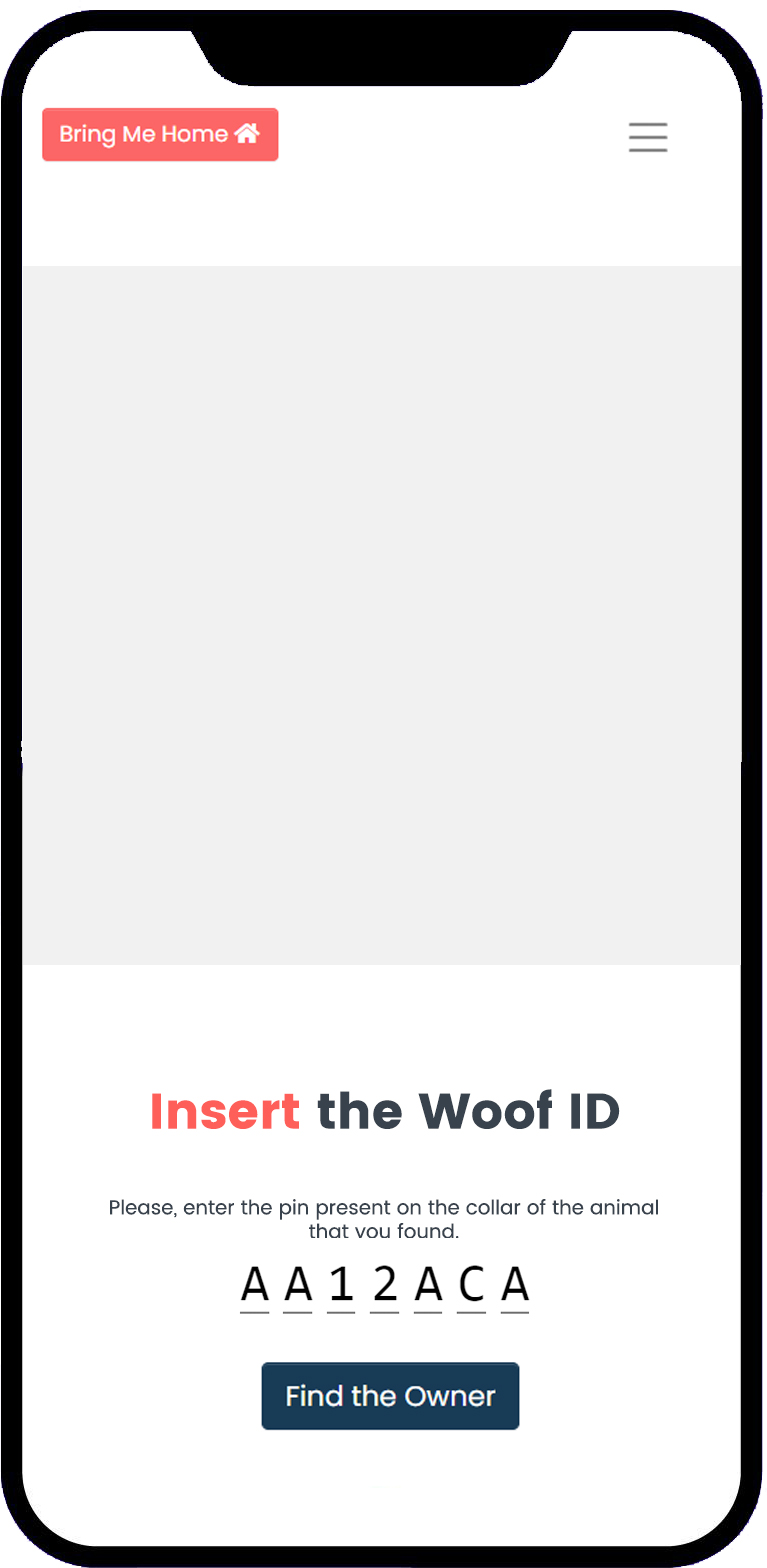 Bring Me Home
Insert the Woof ID
Please, enter the pin present on the collar of the animal
that you found.
A A 1 2 A C A
Find the Owner